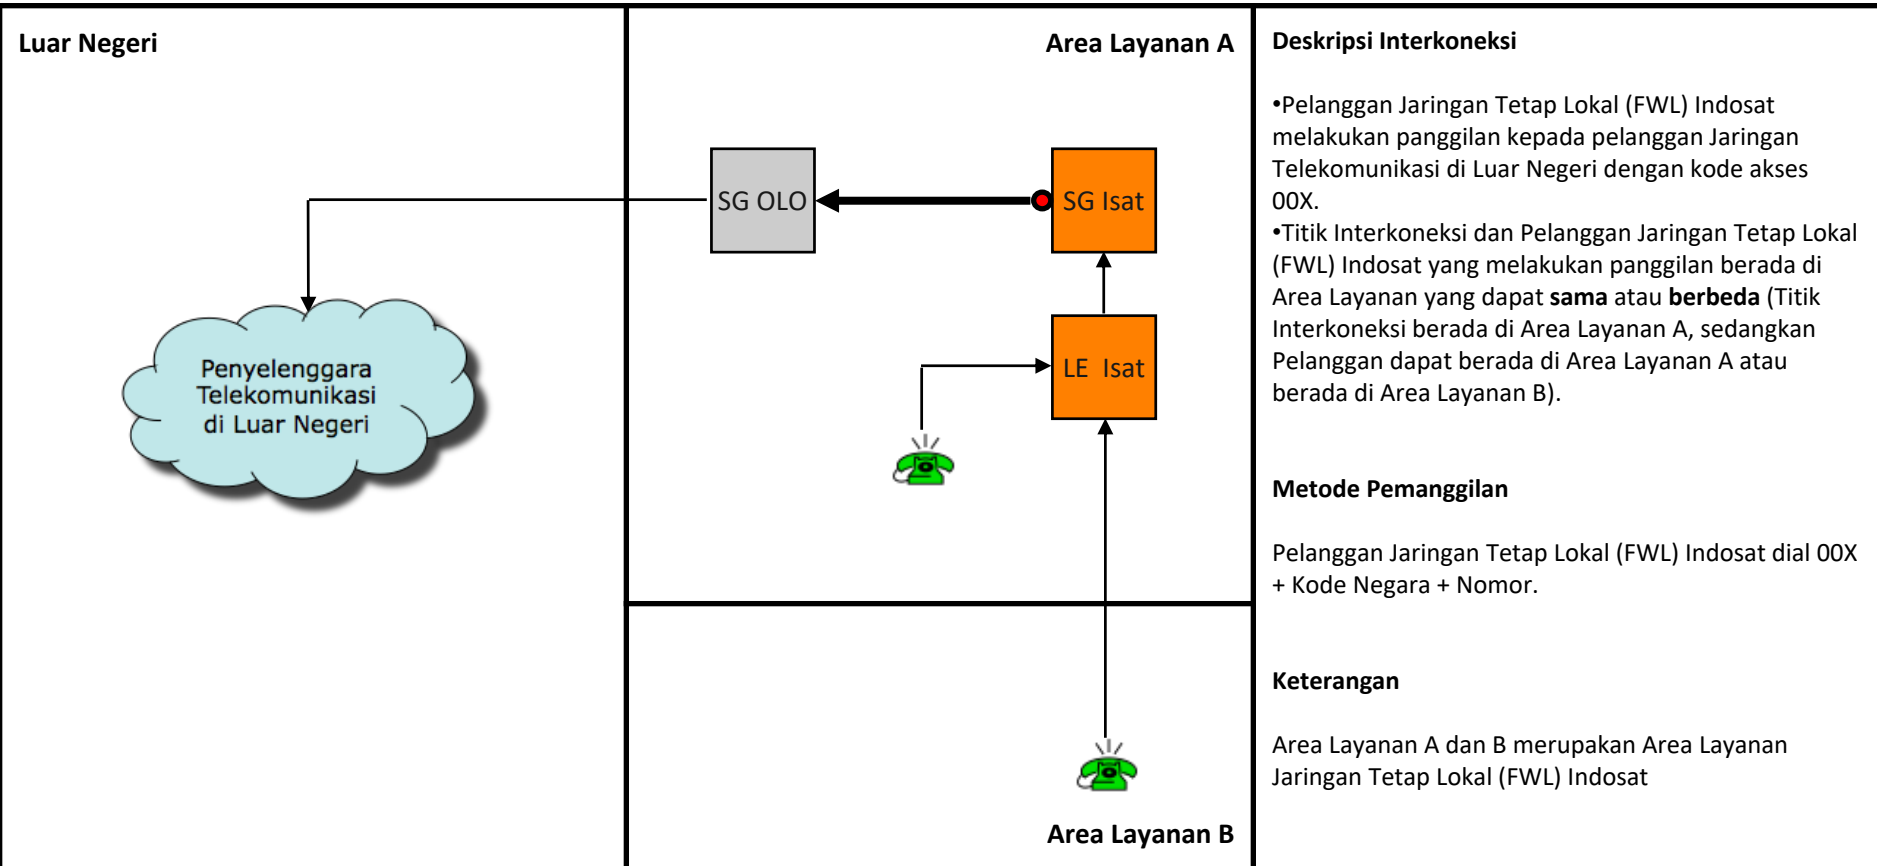 Luar Negeri
Area Layanan A
SG OLO
SG Isat
LE Isat
Penyelenggara
Telekomunikasi
di Luar Negeri
Area Layanan B
Deskripsi Interkoneksi
•Pelanggan Jaringan Tetap Lokal (FWL) Indosat
melakukan panggilan kepada pelanggan Jaringan
Telekomunikasi di Luar Negeri dengan kode akses
00X.
•Titik Interkoneksi dan Pelanggan Jaringan Tetap Lokal
(FWL) Indosat yang melakukan panggilan berada di
Area Layanan yang dapat sama atau berbeda (Titik
Interkoneksi berada di Area Layanan A, sedangkan
Pelanggan dapat berada di Area Layanan A atau
berada di Area Layanan B).
Metode Pemanggilan
Pelanggan Jaringan Tetap Lokal (FWL) Indosat dial 00X
+ Kode Negara + Nomor.
Keterangan
Area Layanan A dan B merupakan Area Layanan
Jaringan Tetap Lokal (FWL) Indosat